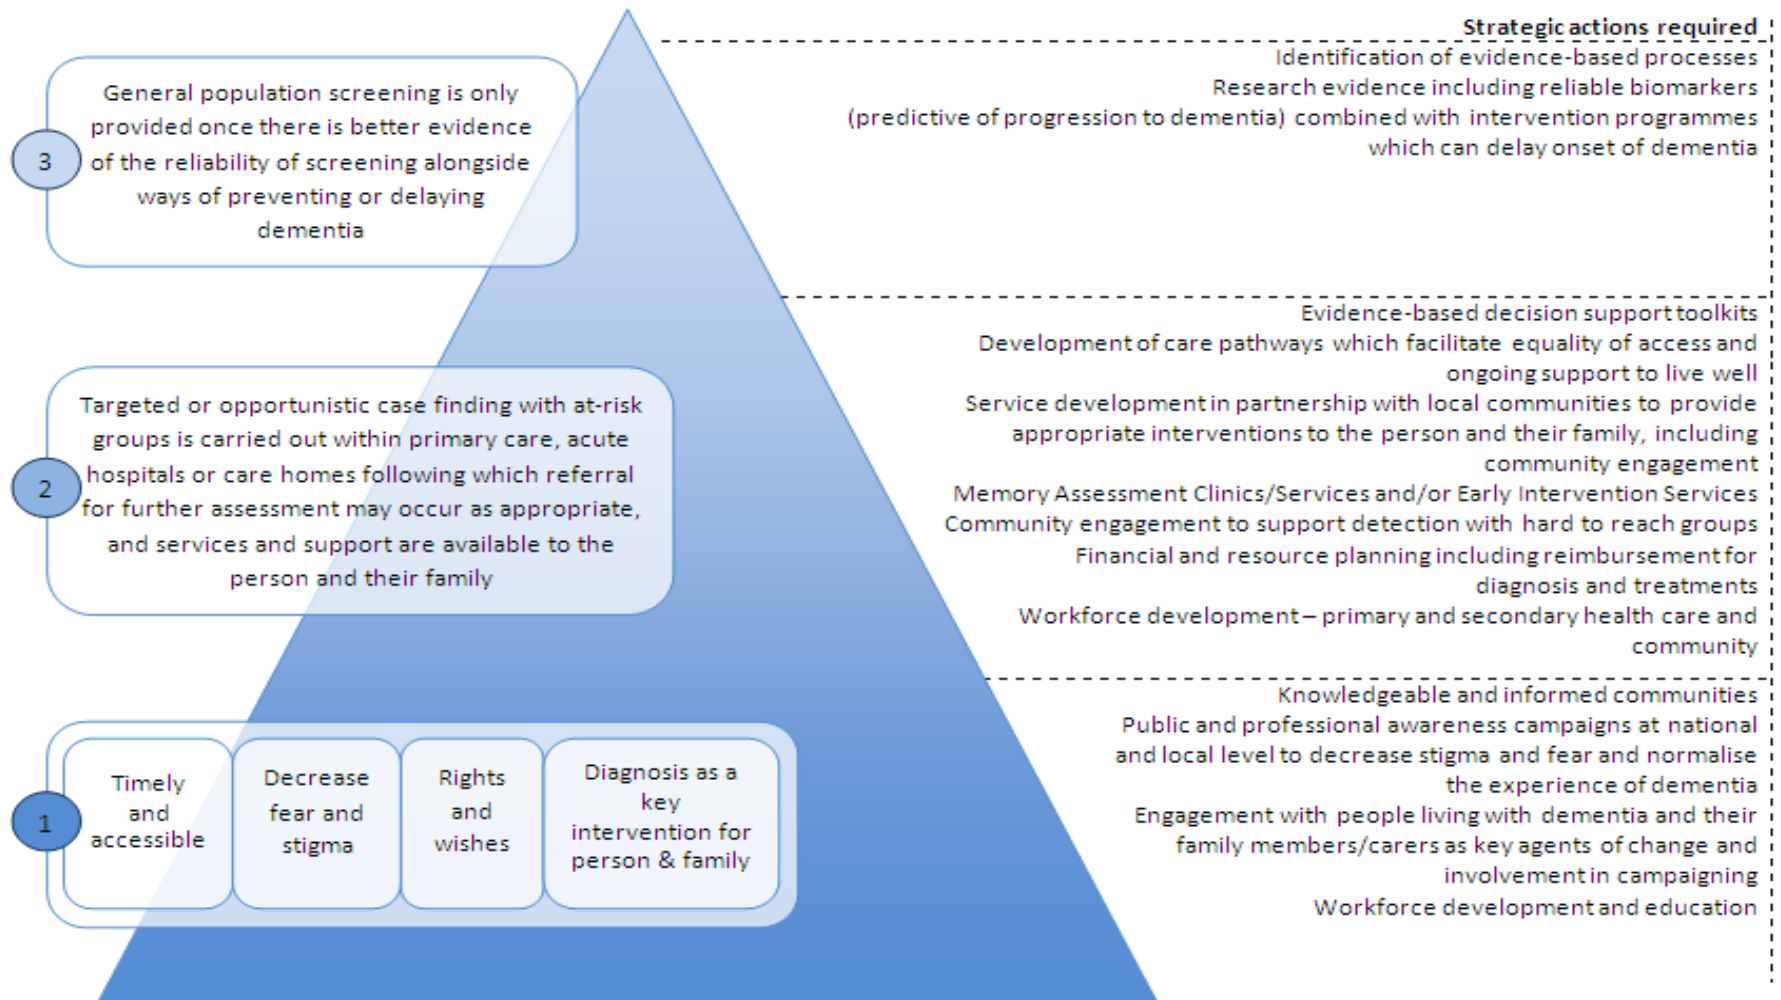 Strategic actions required
Identification of evidence-based processes
Research evidence including reliable biomarkers
(predictive of progression to dementia) combined with intervention programmes
which can delay onset of dementia
3
General population screening is only
provided once there is better evidence
of the reliability of screening alongside
ways of preventing or delaying
dementia
Evidence-based decision support toolkits
Development of care pathways which facilitate equality of access and
ongoing support to live well
Service development in partnership with local communities to provide
appropriate interventions to the person and their family, including
community engagement
Memory Assessment Clinics/Services and/or Early Intervention Services
Community engagement to support detection with hard to reach groups
Financial and resource planning including reimbursement for
diagnosis and treatments
Workforce development – primary and secondary health care and
community
2
Targeted or opportunistic case finding with at-risk
groups is carried out within primary care, acute
hospitals or care homes following which referral
for further assessment may occur as appropriate,
and services and support are available to the
person and their family
Knowledgeable and informed communities
Public and professional awareness campaigns at national
and local level to decrease stigma and fear and normalise
the experience of dementia
Engagement with people living with dementia and their
family members/carers as key agents of change and
involvement in campaigning
Workforce development and education
1
Timely
and
accessible
Decrease
fear and
stigma
Rights
and
wishes
Diagnosis as a
key
intervention for
person & family